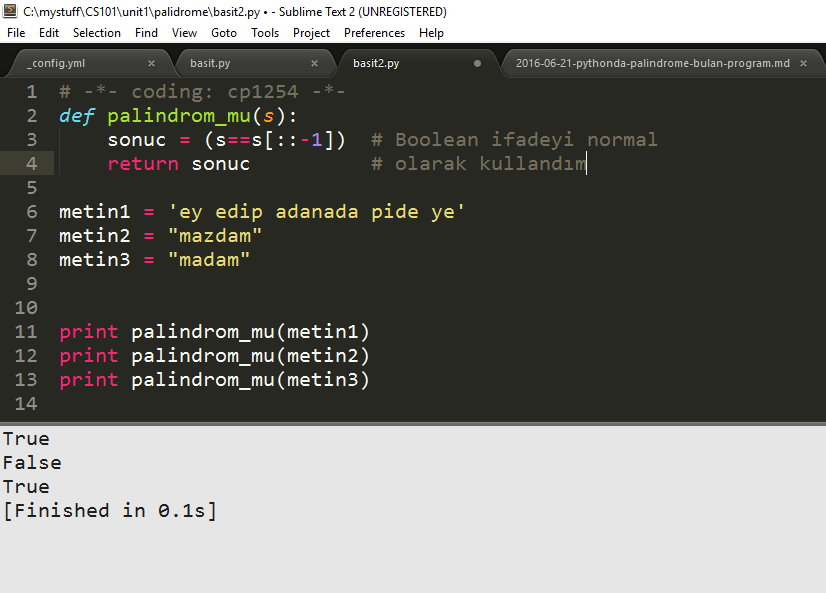 C:\mystuff\CS101\unit1\palidrome\basit2.py • - Sublime Text 2 (UNREGISTERED)
File Edit Selection Find View Goto Tools Project Preferences Help
_config.yml × basit.py × basit2.py 2016-06-21-pythonda-palindrome-bulan-program.md ×
1 # -*- coding: cp1254 -*-
2 def palindrom_mu(s):
3 sonuc = (s==s[::-1]) # Boolean ifadeyi normal
4 return sonuc # olarak kullandım
5
6 metin1 = 'ey edip adanada pide ye'
7 metin2 = "mazdam"
8 metin3 = "madam"
9
10
11 print palindrom_mu(metin1)
12 print palindrom_mu(metin2)
13 print palindrom_mu(metin3)
14
True
False
True
[Finished in 0.1s]